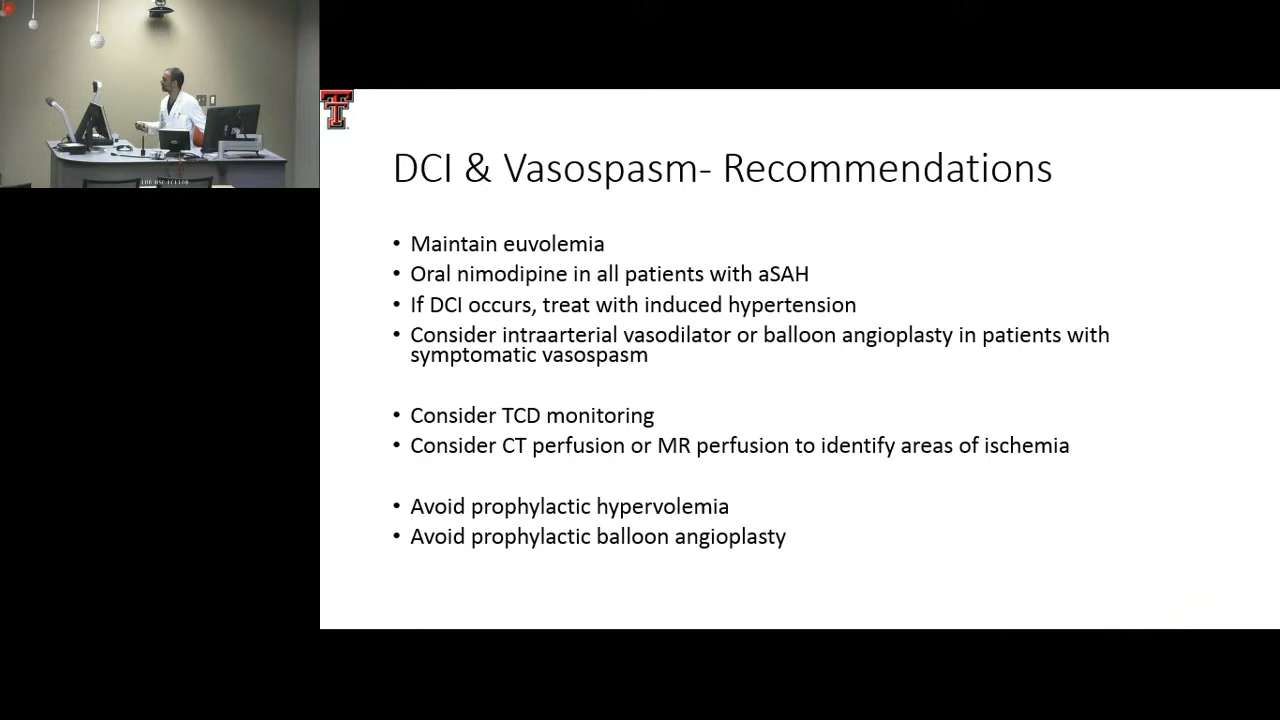 DCI & Vasospasm- Recommendations
• Maintain euvolemia
• Oral nimodipine in all patients with aSAH
• If DCI occurs, treat with induced hypertension
• Consider intraarterial vasodilator or balloon angioplasty in patients with
symptomatic vasospasm
• Consider TCD monitoring
• Consider CT perfusion or MR perfusion to identify areas of ischemia
• Avoid prophylactic hypervolemia
• Avoid prophylactic balloon angioplasty